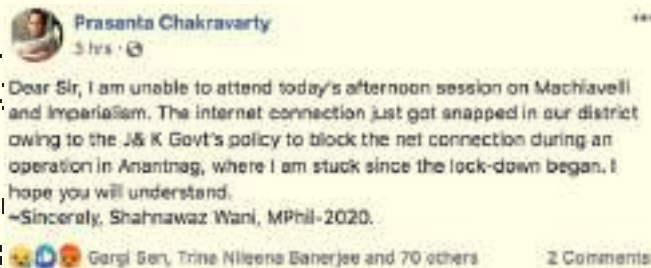 Prasanta Chakravarty
3 hrs ·
Dear Sir, I am unable to attend today's afternoon session on Machiavelli
and Imperialism. The internet connection just got snapped in our district
owing to the J& K Govt's policy to block the net connection during an
operation in Anantnag, where I am stuck since the lock-down began. I
hope you will understand.
~Sincerely, Shahnawaz Wani, MPhil-2020.
Gargi Sen, Trina Nileena Banerjee and 70 others 2 Comments